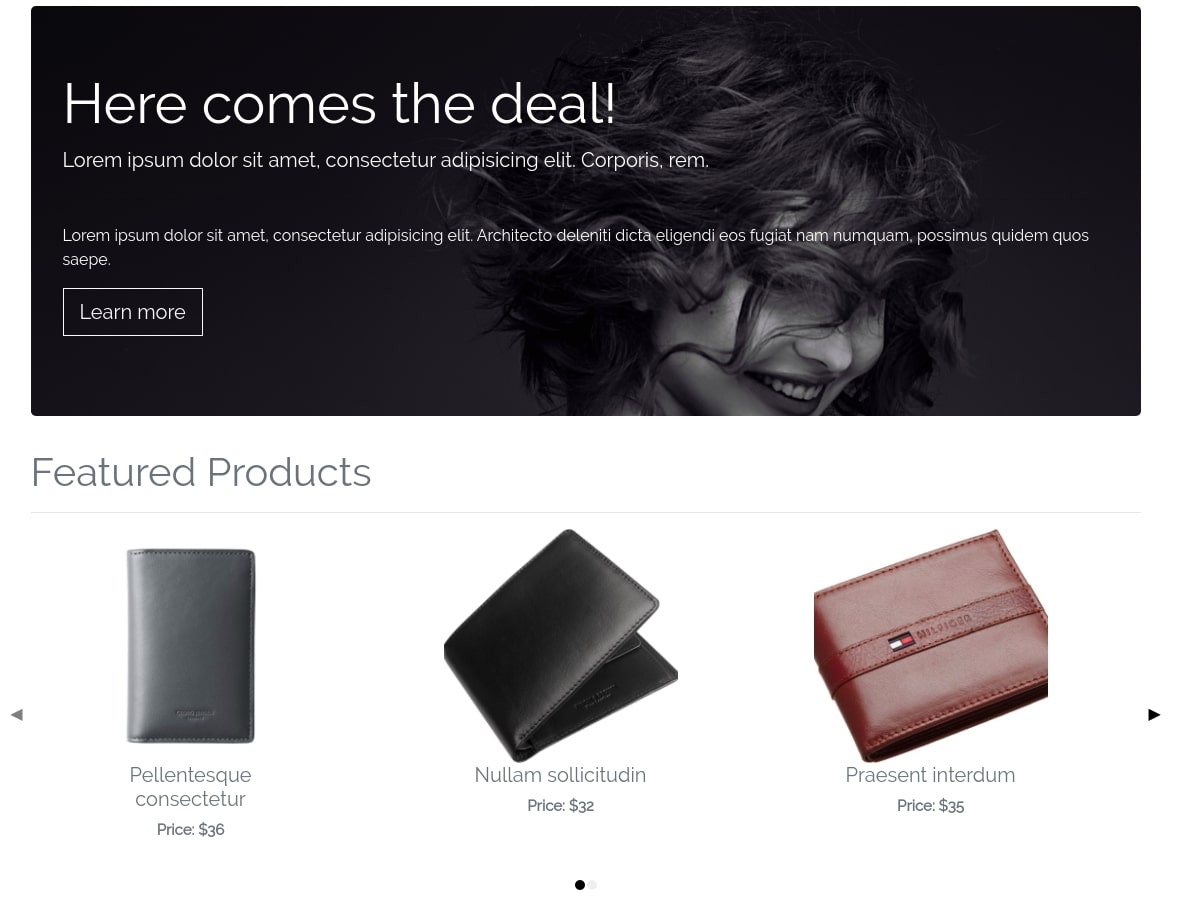 Here comes the deal!
Lorem ipsum dolor sit amet, consectetur adipisicing elit. Corporis, rem.
Lorem ipsum dolor sit amet, consectetur adipisicing elit. Architecto deleniti dicta eligendi eos fugiat nam numquam, possimus quidem quos
saepe.
Learn more
Featured Products
HILFIGER
Pellentesque
consectetur
Price: $36
Nullam sollicitudin
Price: $32
Praesent interdum
Price: $35